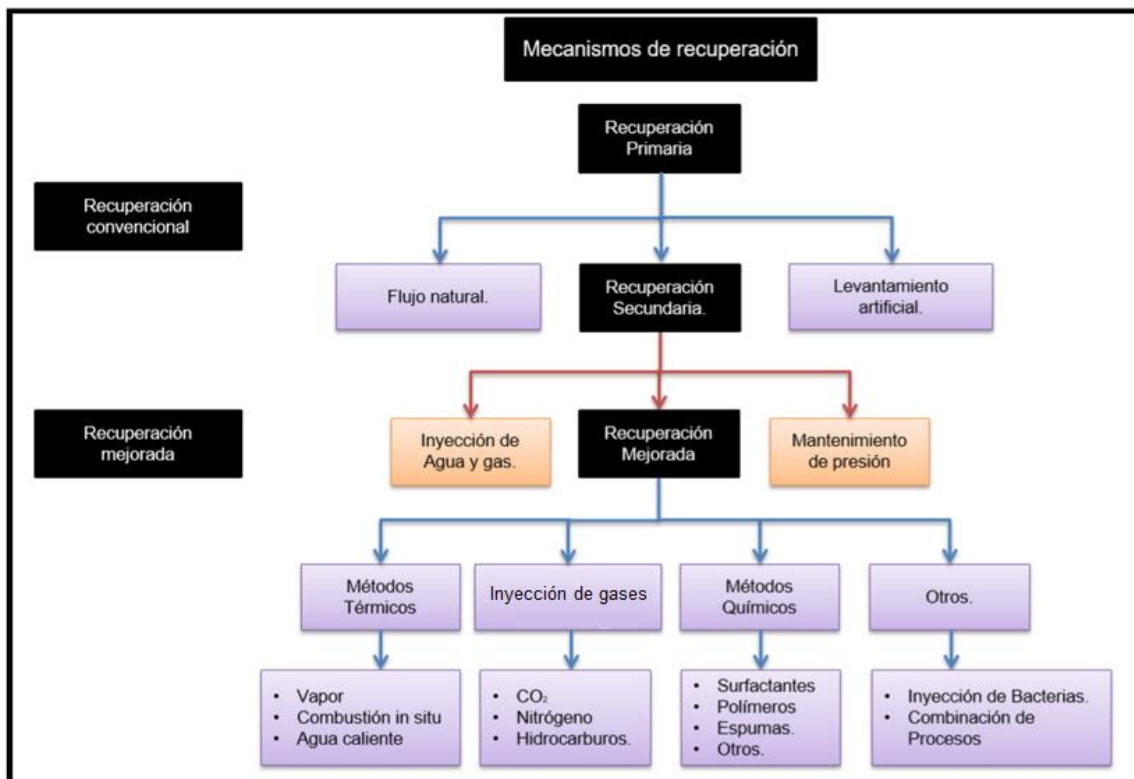 Mecanismos de recuperación
Recuperación
Primaria
Recuperación
convencional
Flujo natural.
Recuperación
Secundaria.
Levantamiento
artificial.
Recuperación
mejorada
Inyección de
Agua y gas.
Recuperación
Mejorada
Mantenimiento
de presión
Métodos
Térmicos
Inyección de gases
Métodos
Químicos
Otros.
• Vapor
• Combustión in situ
• Agua caliente
• CO₂
• Nitrógeno
• Hidrocarburos.
• Surfactantes
• Polímeros
• Espumas.
• Otros.
• Inyección de Bacterias.
• Combinación de
Procesos